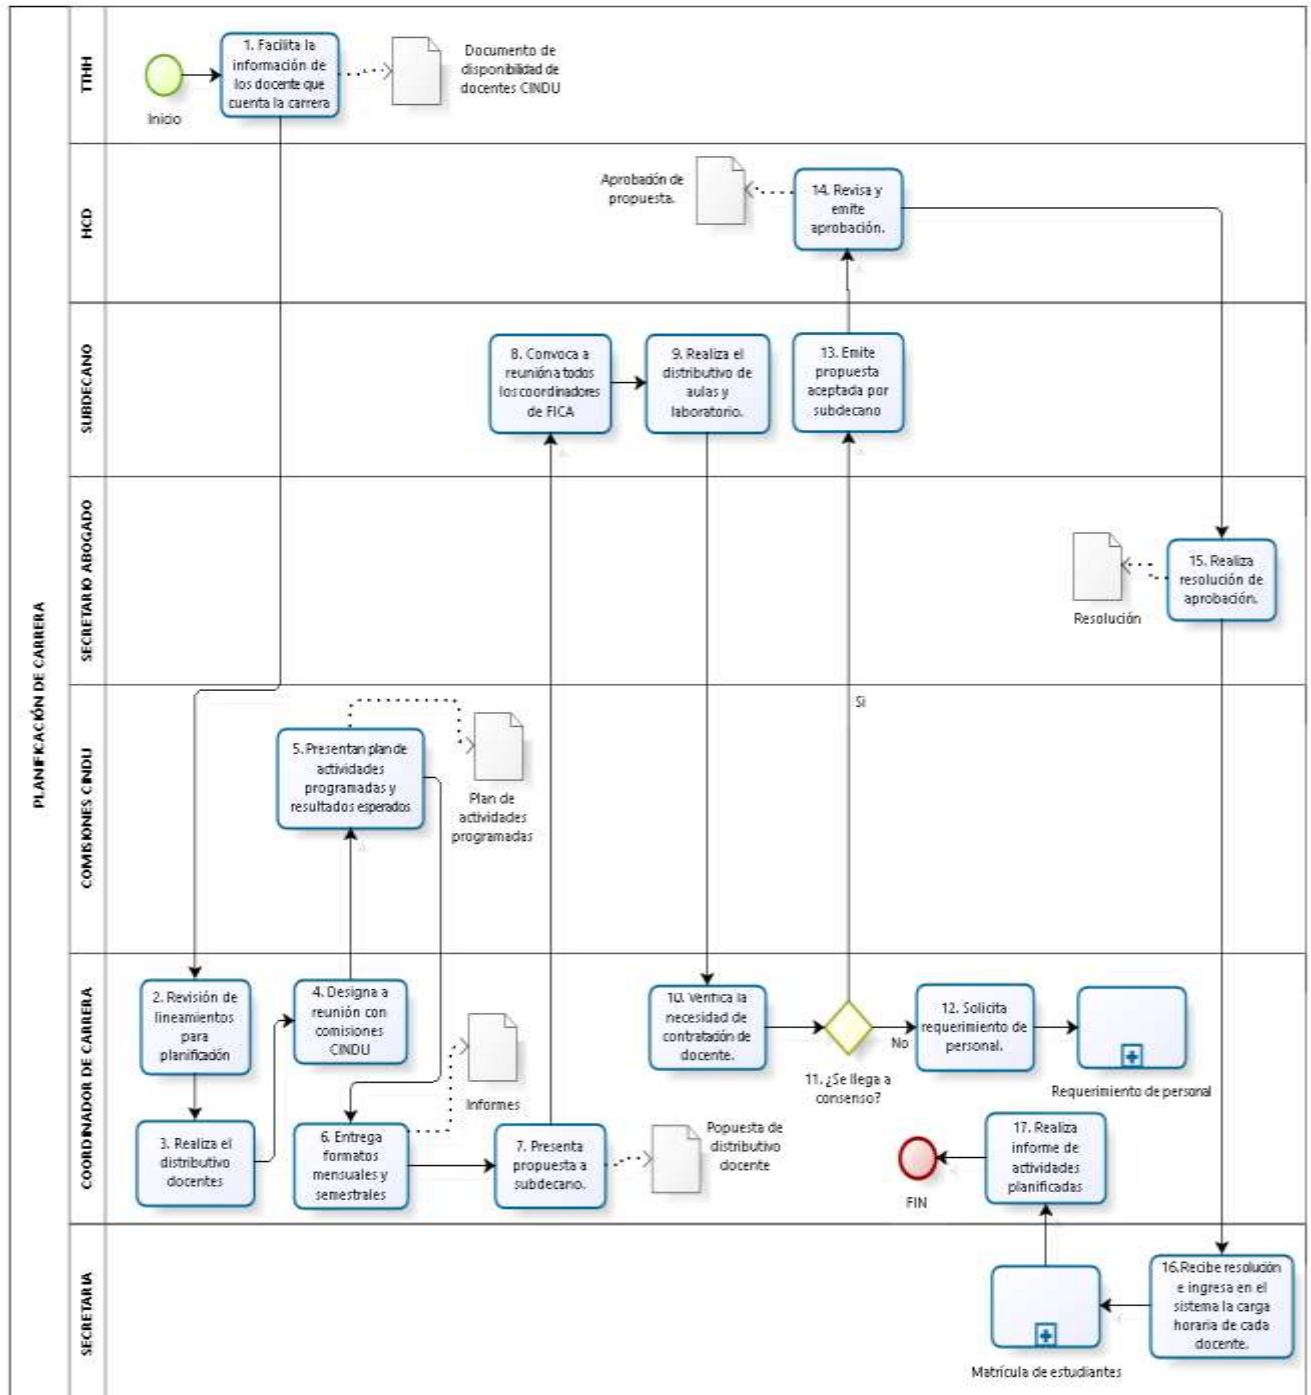 PLANIFICACIÓN DE CARRERA
TTHH
Inicio
1. Facilita la
información de
los docente que
cuenta la carrera
Documento de
disponibilidad de
docentes CINDU
HCD
Aprobación de
propuesta.
14. Revisa y
emite
aprobación.
SUBDECANO
8. Convoca a
reunión a todos
los coordinadores
de FICA
9. Realiza el
distributivo de
aulas y
laboratorio.
13. Emite
propuesta
aceptada por
subdecano
SECRETARIO ABOGADO
Resolución
15. Realiza
resolución de
aprobación.
COMISIONES CINDU
5. Presentan plan de
actividades
programadas y
resultados esperados
Plan de
actividades
programadas
Si
COORDINADOR DE CARRERA
2. Revisión de
lineamientos
para
planificación
4. Designa a
reunión con
comisiones
CINDU
Informes
3. Realiza el
distributivo
docentes
6. Entrega
formatos
mensuales y
semestrales
7. Presenta
propuesta a
subdecano.
Popuesta de
distributivo
docente
10. Verifica la
necesidad de
contratación de
docente.
11. ¿Se llega a
consenso?
No
12. Solicita
requerimiento de
personal.
Requerimiento de personal
17. Realiza
informe de
actividades
planificadas
FIN
SECRETARIA
Matrícula de estudiantes
16.Recibe resolución
e ingresa en el
sistema la carga
horaria de cada
docente.